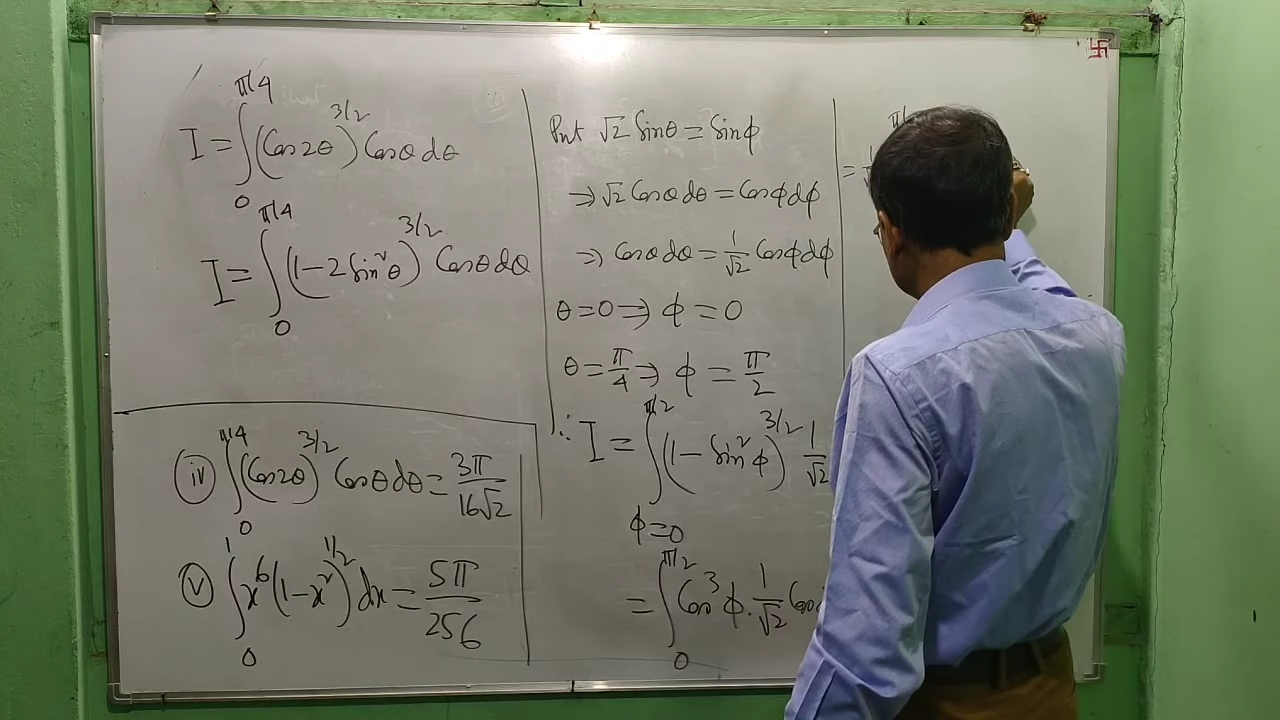 I = ∫₀^{π/4} (Cos2θ)^{3/2} Cosθ dθ
I = ∫₀^{π/4} (1 − 2 Sin²θ)^{3/2} Cosθ dθ
(iv) ∫₀^{π/4} (Cos2θ)^{3/2} Cosθ dθ = 3π/16√2
(v) ∫₀^1 x⁶ (1 − x²)^{1/2} dx = 5π/256
Put √2 Sinθ = Sinϕ
⇒ √2 Cosθ dθ = Cosϕ dϕ
⇒ Cosθ dθ = 1/√2 Cosϕ dϕ
θ = 0 ⇒ ϕ = 0
θ = π/4 ⇒ ϕ = π/2
∴ I = ∫_{ϕ=0}^{π/2} (1 − Sin²ϕ)^{3/2} 1/√2
= ∫₀^{π/2} Cos³ϕ · 1/√2
=